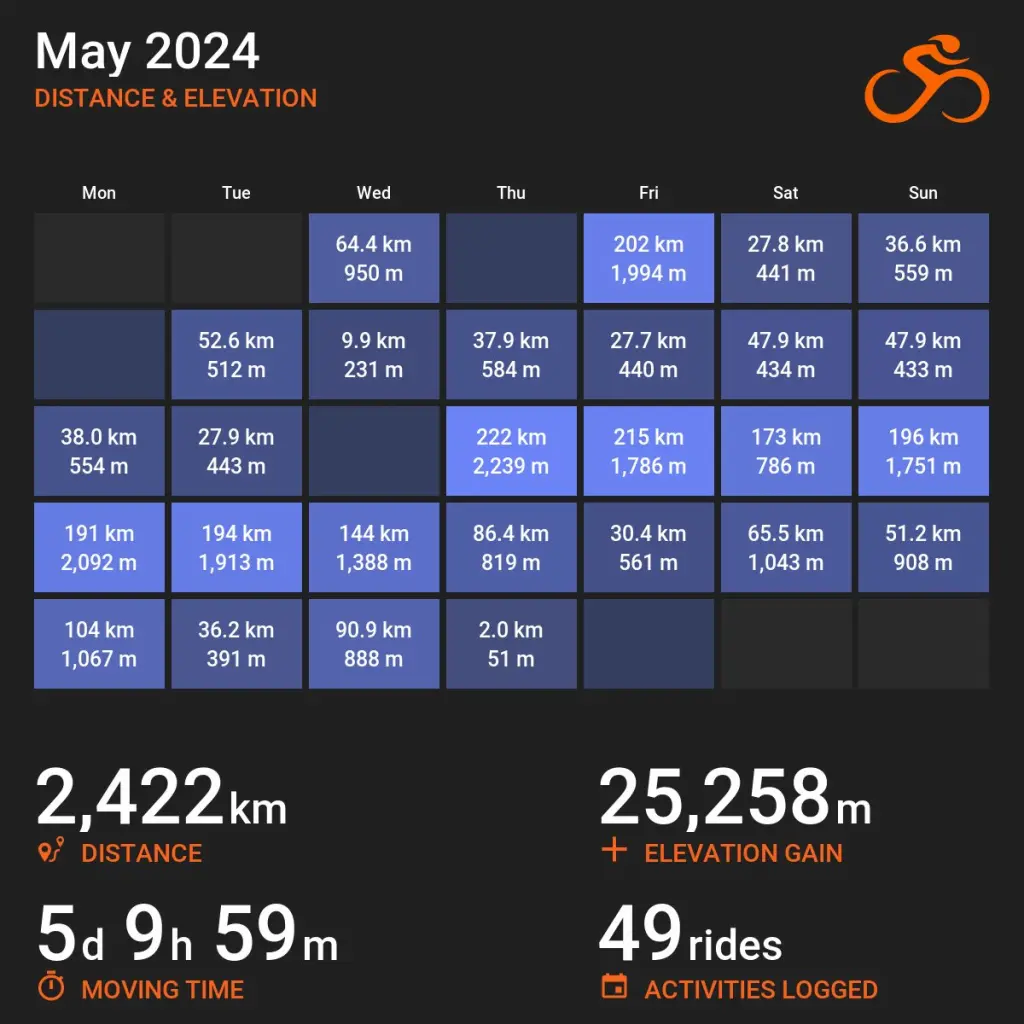 May 2024
DISTANCE & ELEVATION
Mon Tue Wed Thu Fri Sat Sun
64.4 km 202 km 27.8 km 36.6 km
950 m 1,994 m 441 m 559 m
52.6 km 9.9 km 37.9 km 27.7 km 47.9 km 47.9 km
512 m 231 m 584 m 440 m 434 m 433 m
38.0 km 27.9 km 222 km 215 km 173 km 196 km
554 m 443 m 2,239 m 1,786 m 786 m 1,751 m
191 km 194 km 144 km 86.4 km 30.4 km 65.5 km 51.2 km
2,092 m 1,913 m 1,388 m 819 m 561 m 1,043 m 908 m
104 km 36.2 km 90.9 km 2.0 km
1,067 m 391 m 888 m 51 m
2,422km 25,258m
DISTANCE ELEVATION GAIN
5d 9h 59m 49rides
MOVING TIME ACTIVITIES LOGGED